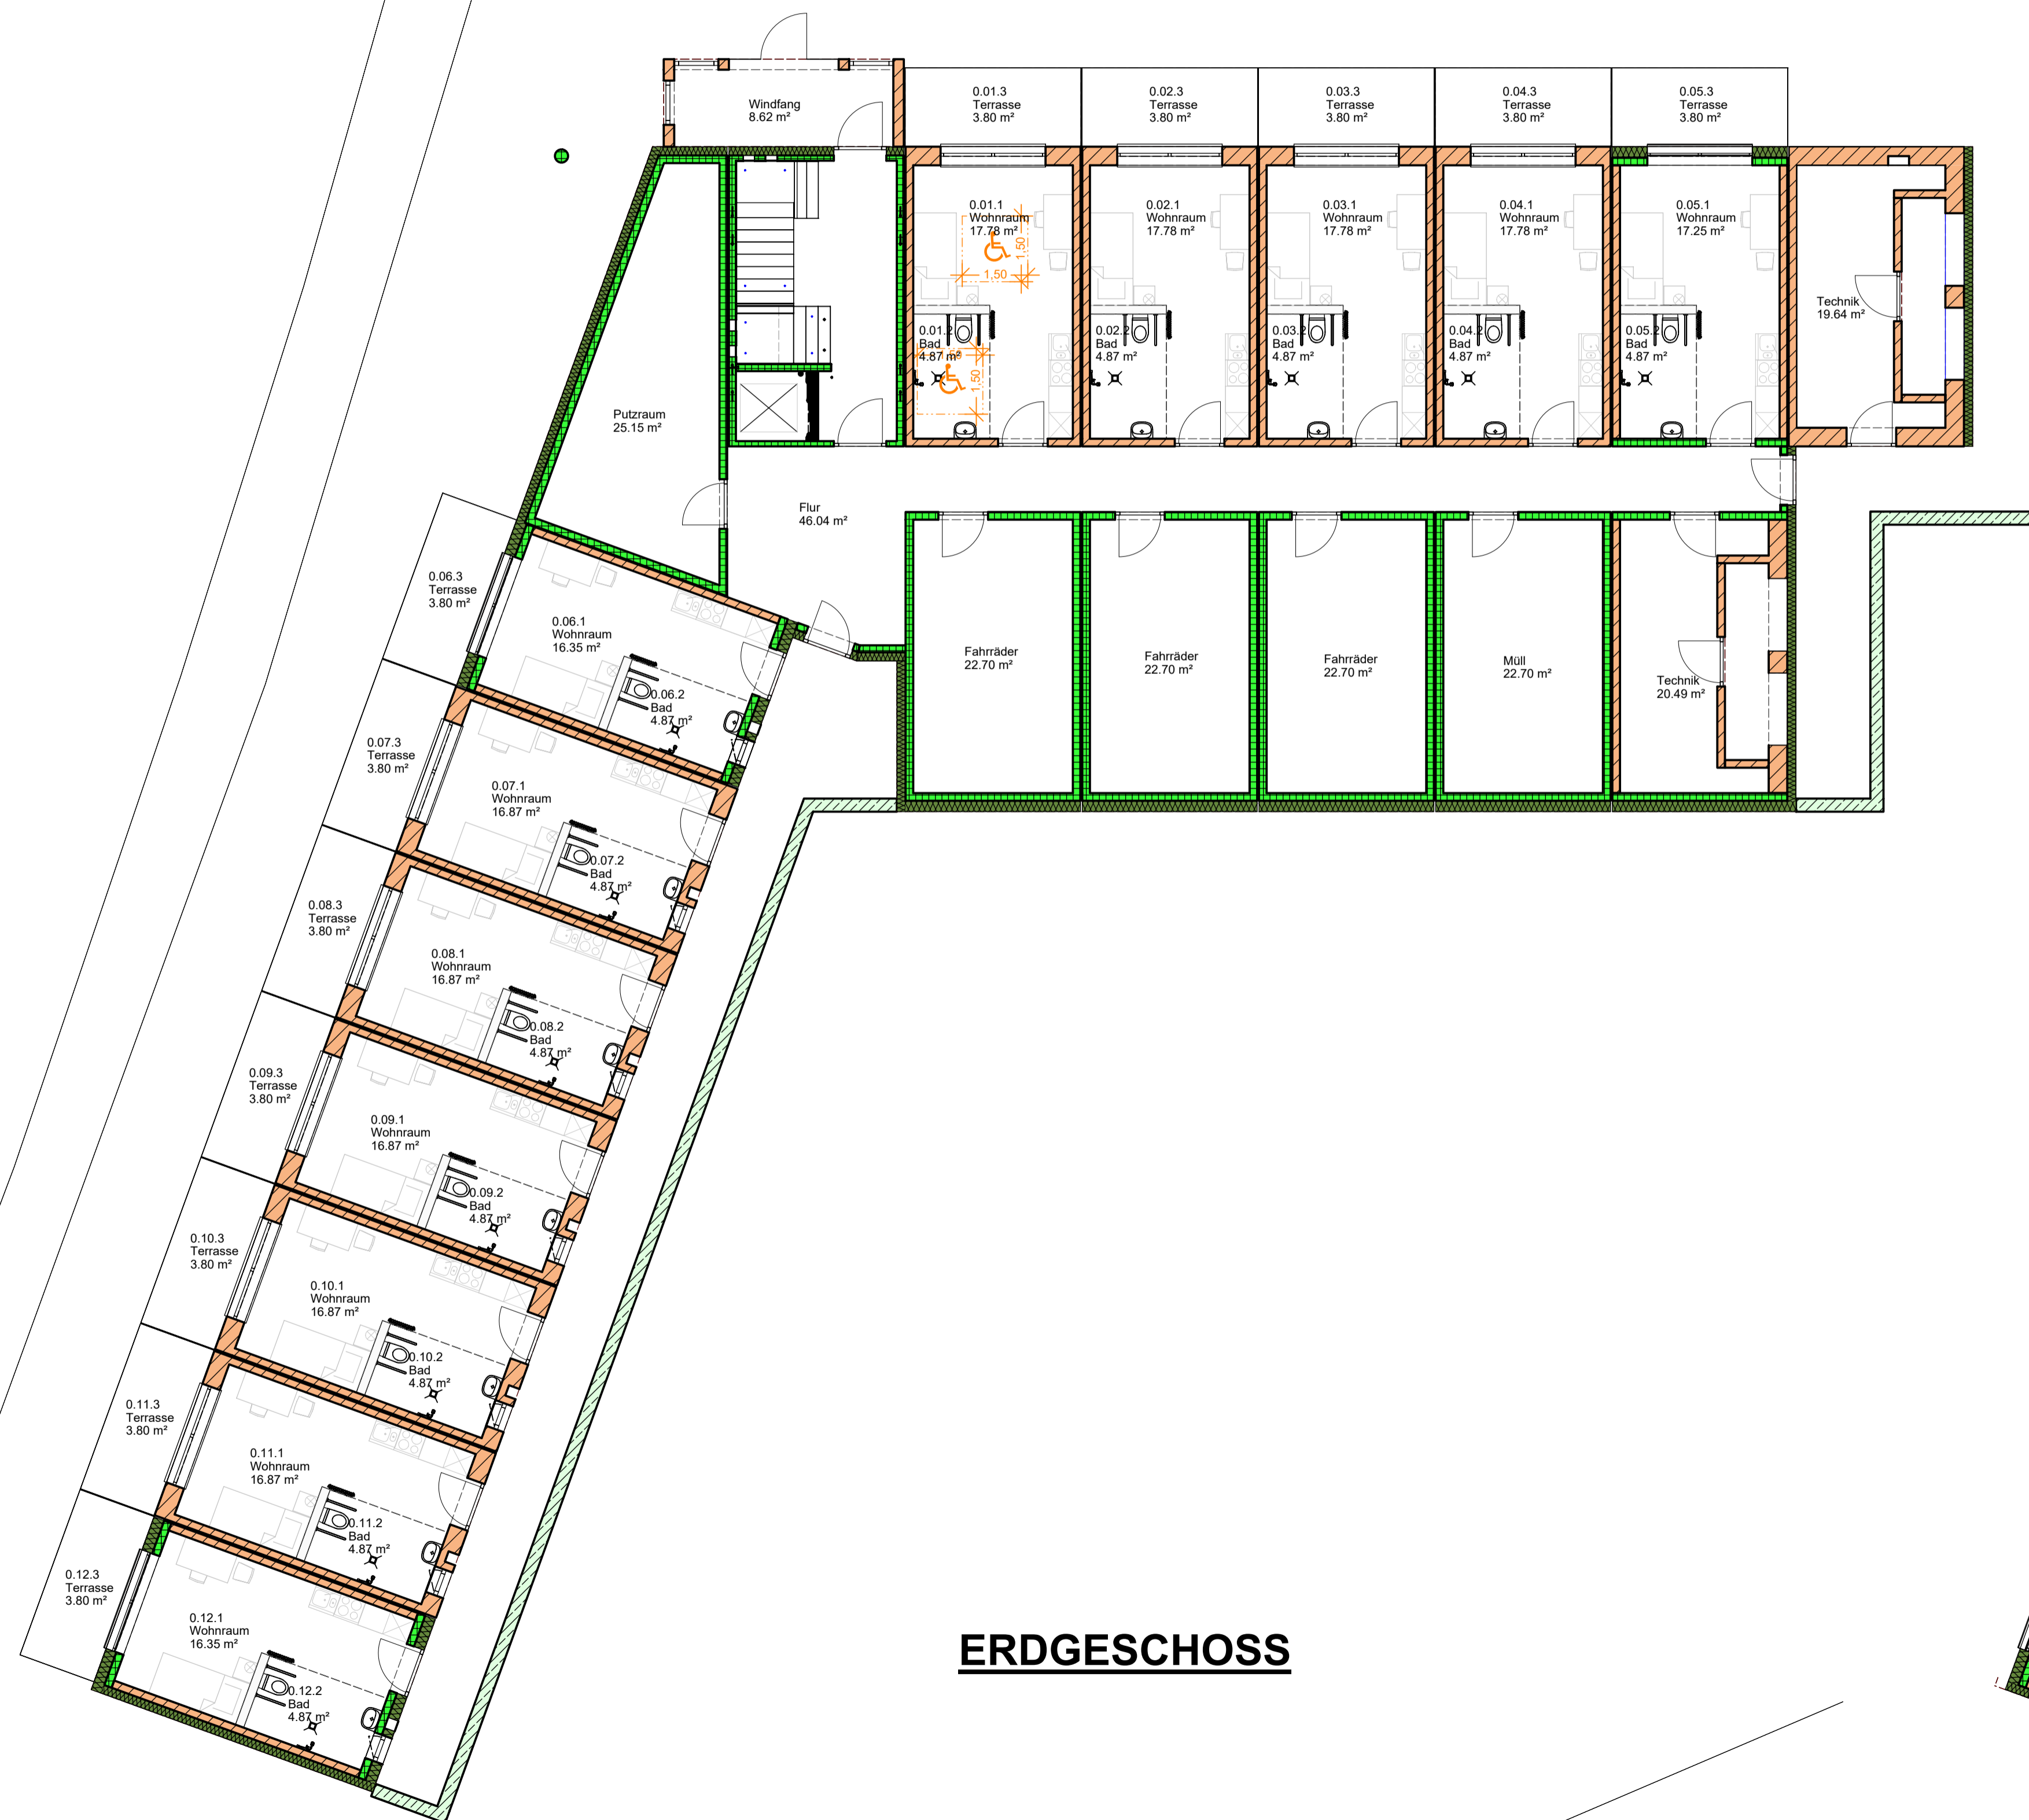 Windfang
8.62 m²
0.01.3
Terrasse
3.80 m²
0.02.3
Terrasse
3.80 m²
0.03.3
Terrasse
3.80 m²
0.04.3
Terrasse
3.80 m²
0.05.3
Terrasse
3.80 m²
0.01.1
Wohnraum
17.78 m²
1,50
1,50
0.02.1
Wohnraum
17.78 m²
0.03.1
Wohnraum
17.78 m²
0.04.1
Wohnraum
17.78 m²
0.05.1
Wohnraum
17.25 m²
Technik
19.64 m²
0.01.2
Bad
4.87 m²
1,50
0.02.2
Bad
4.87 m²
0.03.2
Bad
4.87 m²
0.04.2
Bad
4.87 m²
0.05.2
Bad
4.87 m²
Putzraum
25.15 m²
Flur
46.04 m²
Fahrräder
22.70 m²
Fahrräder
22.70 m²
Fahrräder
22.70 m²
Müll
22.70 m²
Technik
20.49 m²
0.06.3
Terrasse
3.80 m²
0.06.1
Wohnraum
16.35 m²
0.06.2
Bad
4.87 m²
0.07.3
Terrasse
3.80 m²
0.07.1
Wohnraum
16.87 m²
0.07.2
Bad
4.87 m²
0.08.3
Terrasse
3.80 m²
0.08.1
Wohnraum
16.87 m²
0.08.2
Bad
4.87 m²
0.09.3
Terrasse
3.80 m²
0.09.1
Wohnraum
16.87 m²
0.09.2
Bad
4.87 m²
0.10.3
Terrasse
3.80 m²
0.10.1
Wohnraum
16.87 m²
0.10.2
Bad
4.87 m²
0.11.3
Terrasse
3.80 m²
0.11.1
Wohnraum
16.87 m²
0.11.2
Bad
4.87 m²
0.12.3
Terrasse
3.80 m²
0.12.1
Wohnraum
16.35 m²
0.12.2
Bad
4.87 m²
ERDGESCHOSS